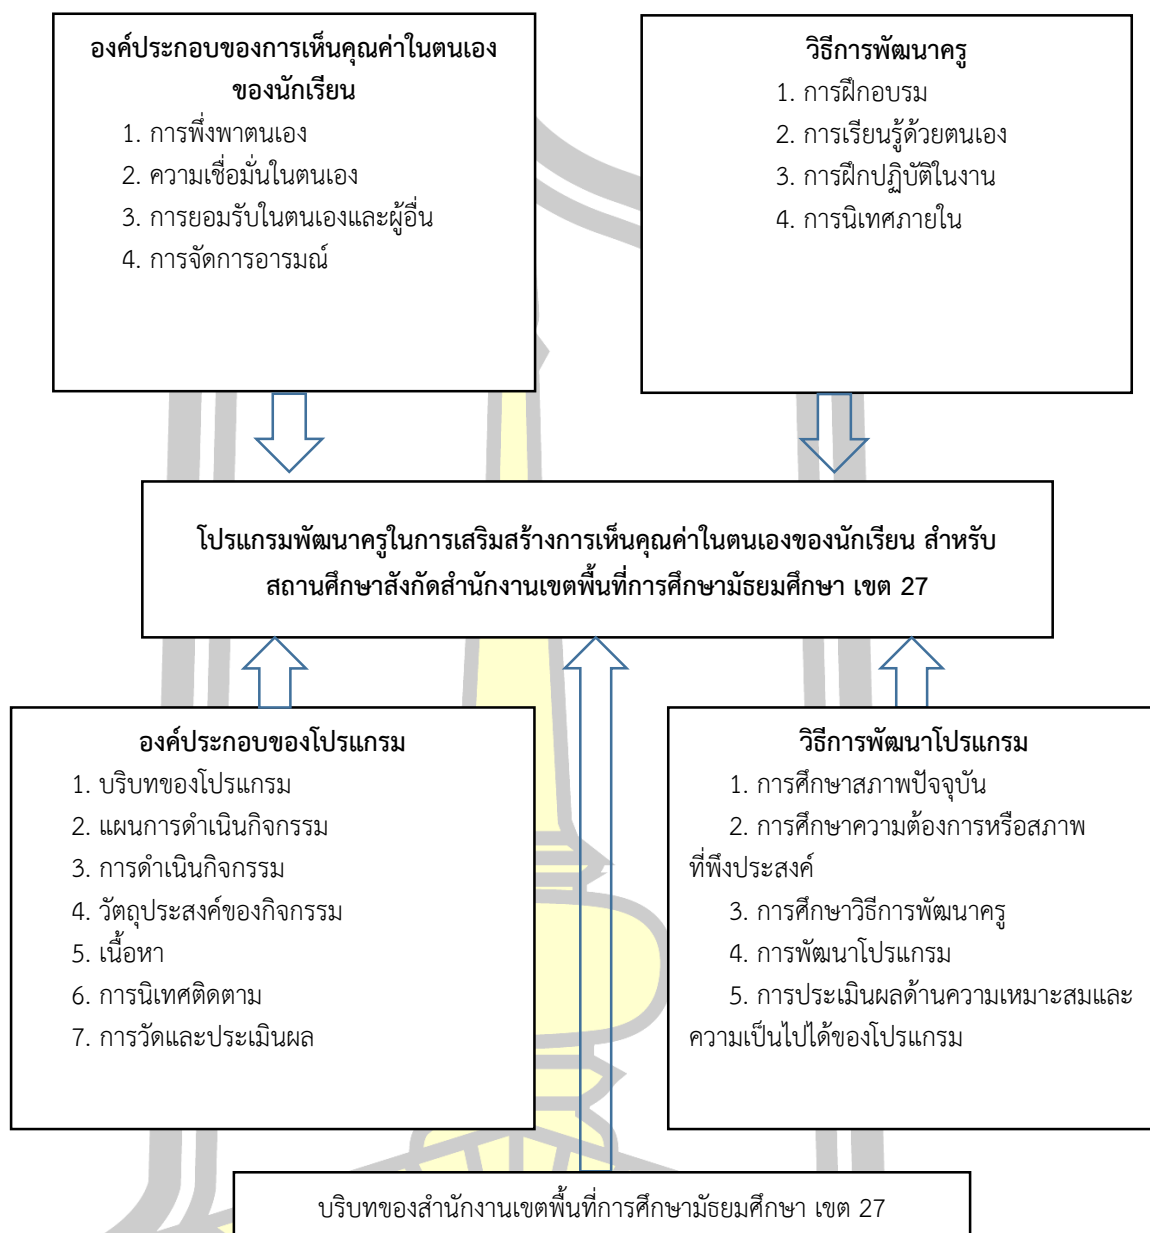 องค์ประกอบของการเห็นคุณค่าในตนเอง
ของนักเรียน
1. การพึ่งพาตนเอง
2. ความเชื่อมั่นในตนเอง
3. การยอมรับในตนเองและผู้อื่น
4. การจัดการอารมณ์
วิธีการพัฒนาครู
1. การฝึกอบรม
2. การเรียนรู้ด้วยตนเอง
3. การฝึกปฏิบัติในงาน
4. การนิเทศภายใน
โปรแกรมพัฒนาครูในการเสริมสร้างการเห็นคุณค่าในตนเองของนักเรียน สำหรับ
สถานศึกษาสังกัดสำนักงานเขตพื้นที่การศึกษามัธยมศึกษา เขต 27
องค์ประกอบของโปรแกรม
1. บริบทของโปรแกรม
2. แผนการดำเนินกิจกรรม
3. การดำเนินกิจกรรม
4. วัตถุประสงค์ของกิจกรรม
5. เนื้อหา
6. การนิเทศติดตาม
7. การวัดและประเมินผล
วิธีการพัฒนาโปรแกรม
1. การศึกษาสภาพปัจจุบัน
2. การศึกษาความต้องการหรือสภาพ
ที่พึงประสงค์
3. การศึกษาวิธีการพัฒนาครู
4. การพัฒนาโปรแกรม
5. การประเมินผลด้านความเหมาะสมและ
ความเป็นไปได้ของโปรแกรม
บริบทของสำนักงานเขตพื้นที่การศึกษามัธยมศึกษา เขต 27